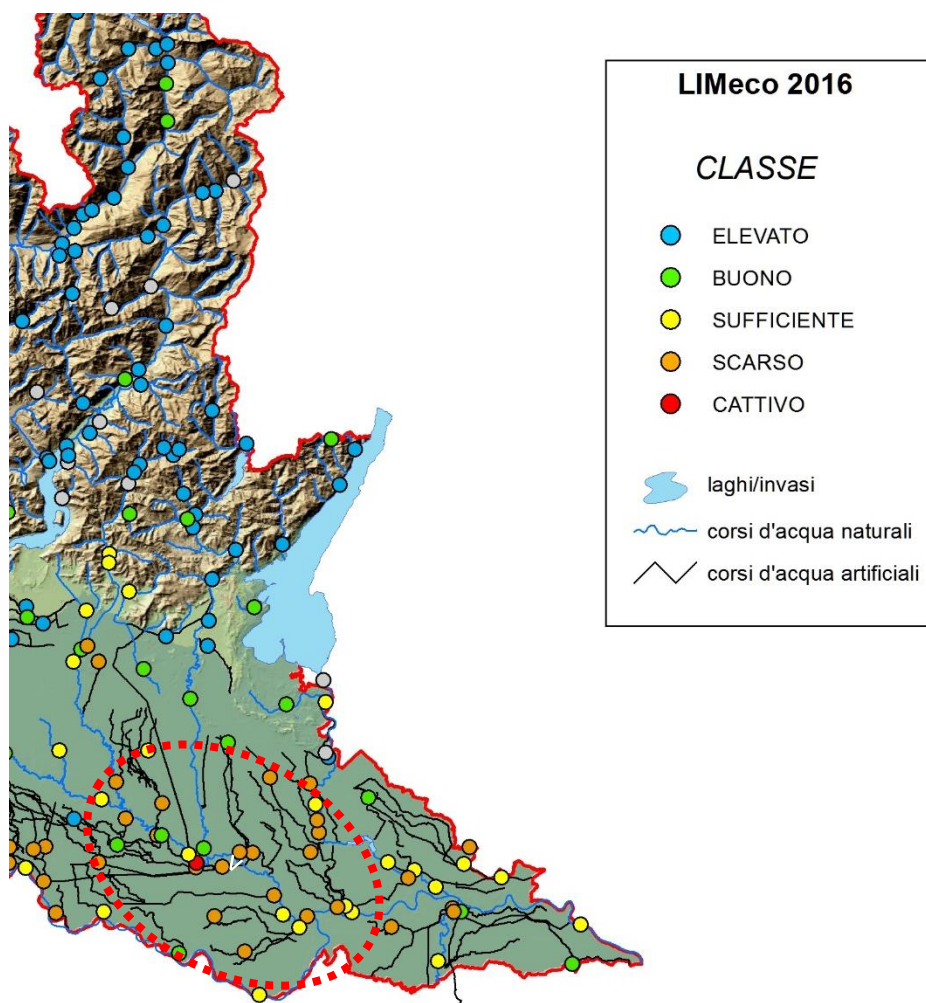 LIMeco 2016
CLASSE
ELEVATO
BUONO
SUFFICIENTE
SCARSO
CATTIVO
laghi/invasi
corsi d'acqua naturali
corsi d'acqua artificiali